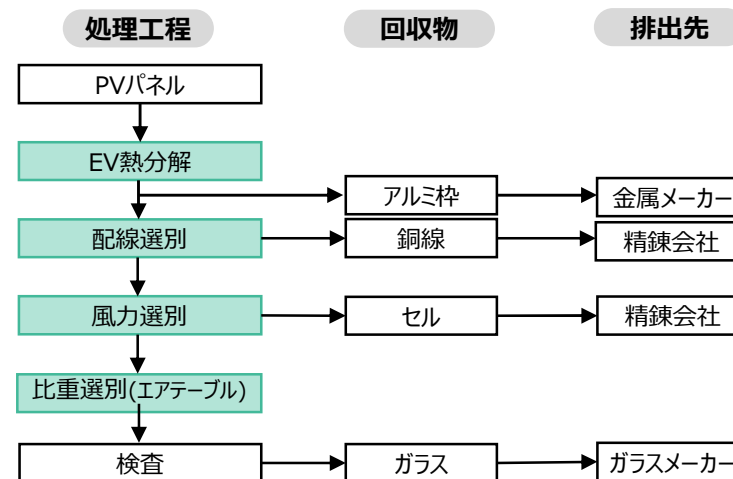 処理工程 回収物 排出先
PVパネル
EV熱分解
アルミ枠 金属メーカー
配線選別 銅線 精錬会社
風力選別 セル 精錬会社
比重選別(エアテーブル)
検査 ガラス ガラスメーカー